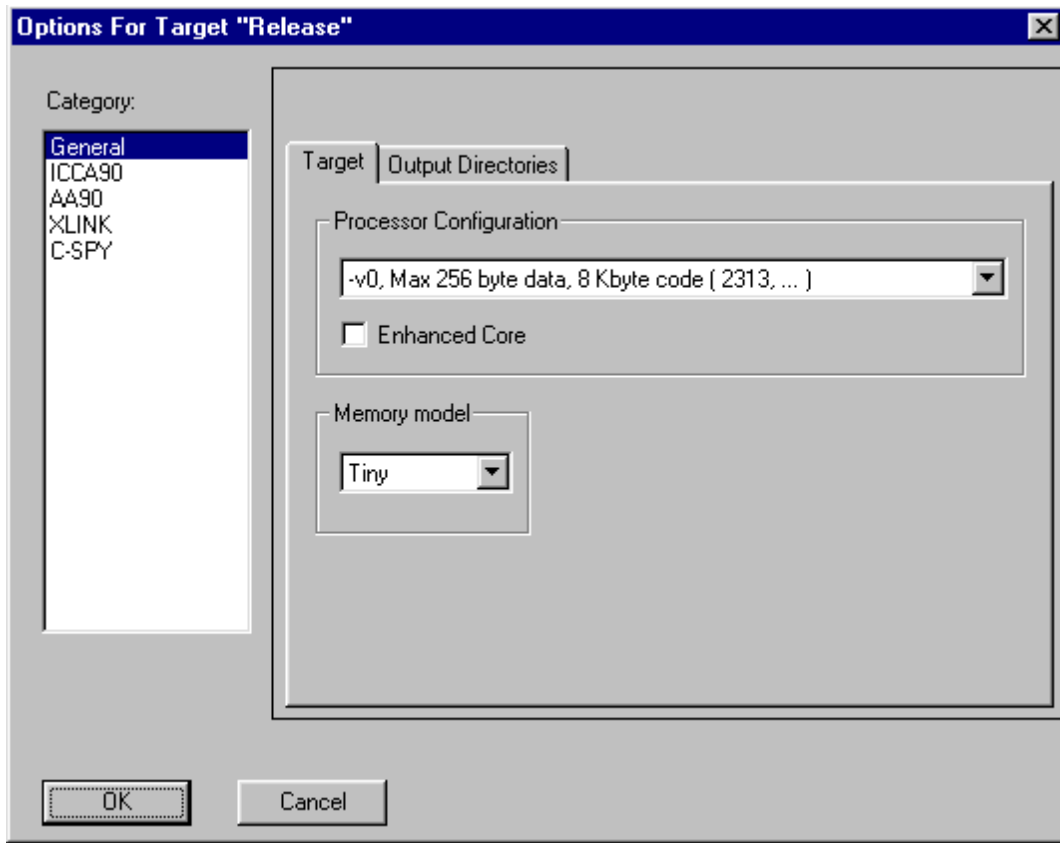 Options For Target "Release"
Category:
General
ICCA90
AA90
XLINK
C-SPY
Target
Output Directories
Processor Configuration
-v0, Max 256 byte data, 8 Kbyte code ( 2313, ... )
Enhanced Core
Memory model
Tiny
OK
Cancel